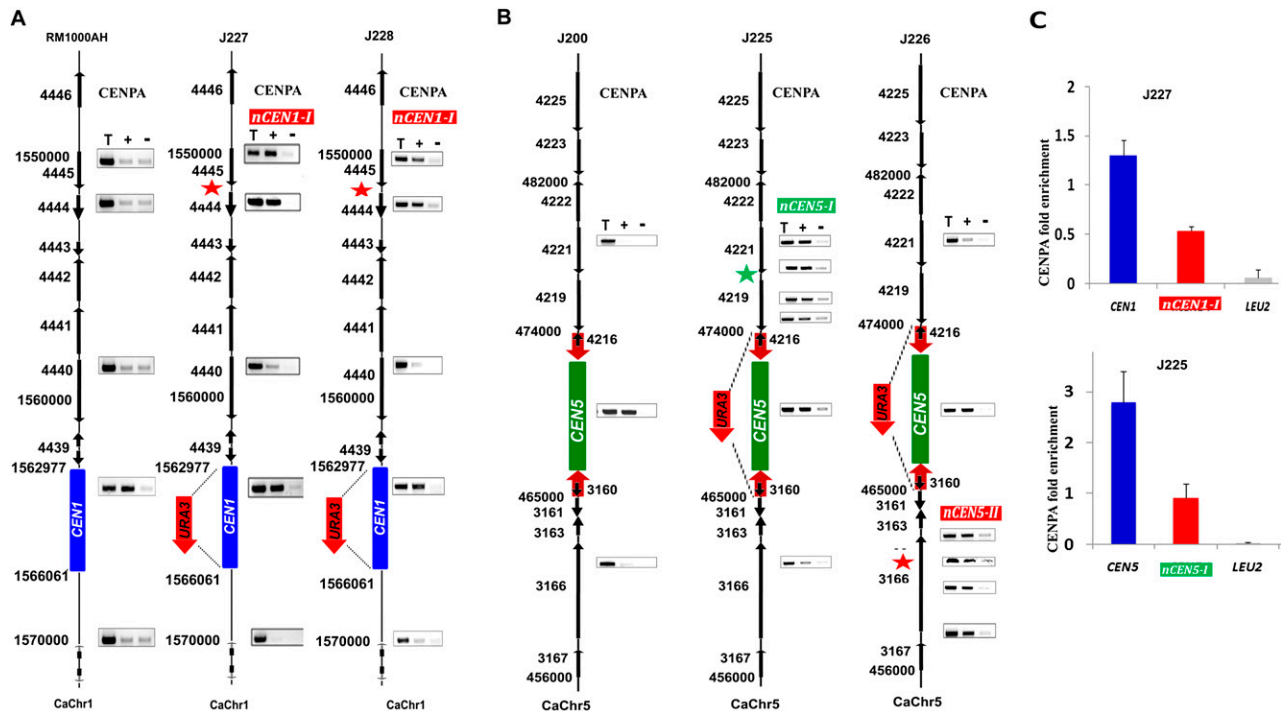 A
RM1000AH
4446
CENPA
T + -
1550000
4445
4444
4443
4442
4441
4440
1560000
4439
1562977
CEN1
1566061
1570000
CaChr1
J227
4446
CENPA
nCEN1-I
T + -
1550000
4445
4444
4443
4442
4441
4440
1560000
4439
1562977
URA3
CEN1
1566061
1570000
CaChr1
J228
4446
CENPA
nCEN1-I
T + -
1550000
4445
4444
4443
4442
4441
4440
1560000
4439
1562977
URA3
CEN1
1566061
1570000
CaChr1
B
J200
CENPA
4225
4223
482000
4222
T + -
4221
4219
474000
4216
CEN5
465000
3160
3161
3163
3166
3167
456000
CaChr5
J225
CENPA
4225
4223
482000
4222
nCEN5-I
T + -
4221
4219
474000
4216
URA3
CEN5
465000
3160
3161
3163
3166
3167
456000
CaChr5
J226
CENPA
4225
4223
482000
4222
T + -
4221
4219
474000
4216
URA3
CEN5
465000
3160
3161
nCEN5-II
3163
--
3166
3167
456000
CaChr5
C
J227
CENPA fold enrichment
2
1.5
1
0.5
0
CEN1 nCEN1-I LEU2
J225
CENPA fold enrichment
3
2
1
0
CEN5 nCEN5-I LEU2